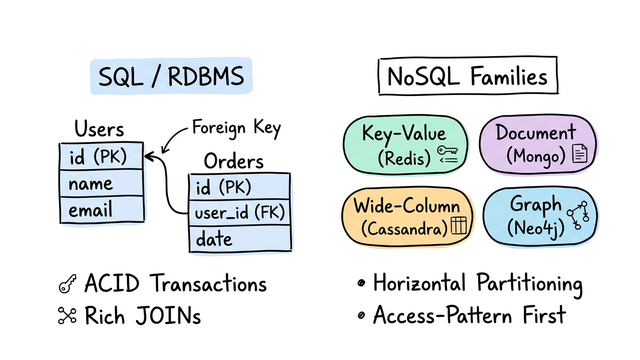 SQL / RDBMS
Users
id (PK)
name
email
Foreign Key
Orders
id (PK)
user_id (FK)
date
ACID Transactions
Rich JOINs
NoSQL Families
Key-Value
(Redis)
Document
(Mongo)
Wide-Column
(Cassandra)
Graph
(Neo4j)
• Horizontal Partitioning
• Access-Pattern First